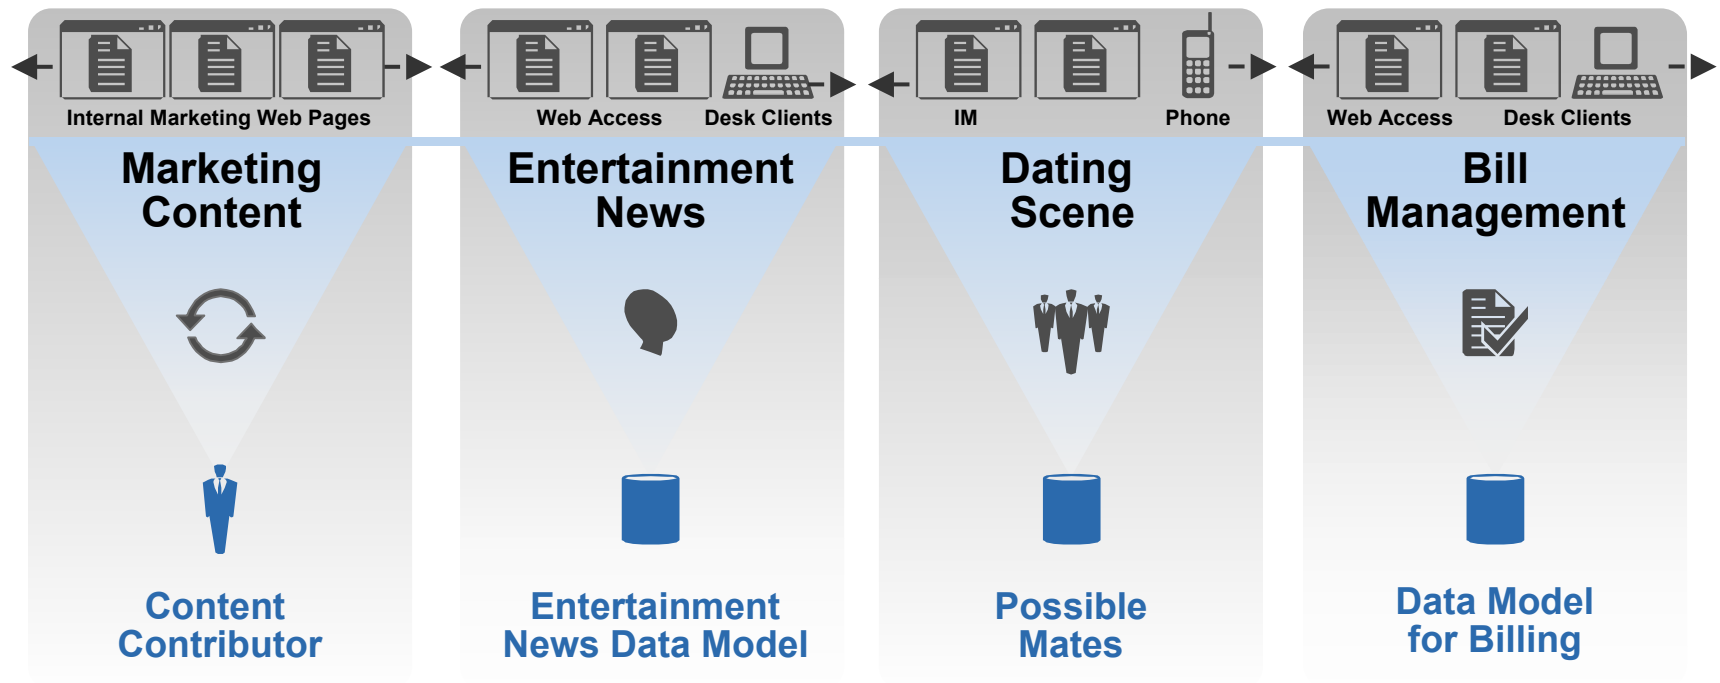 Internal Marketing Web Pages
Web Access
Desk Clients
IM
Phone
Web Access
Desk Clients
Marketing
Content
Entertainment
News
Dating
Scene
Bill
Management
Content
Contributor
Entertainment
News Data Model
Possible
Mates
Data Model
for Billing